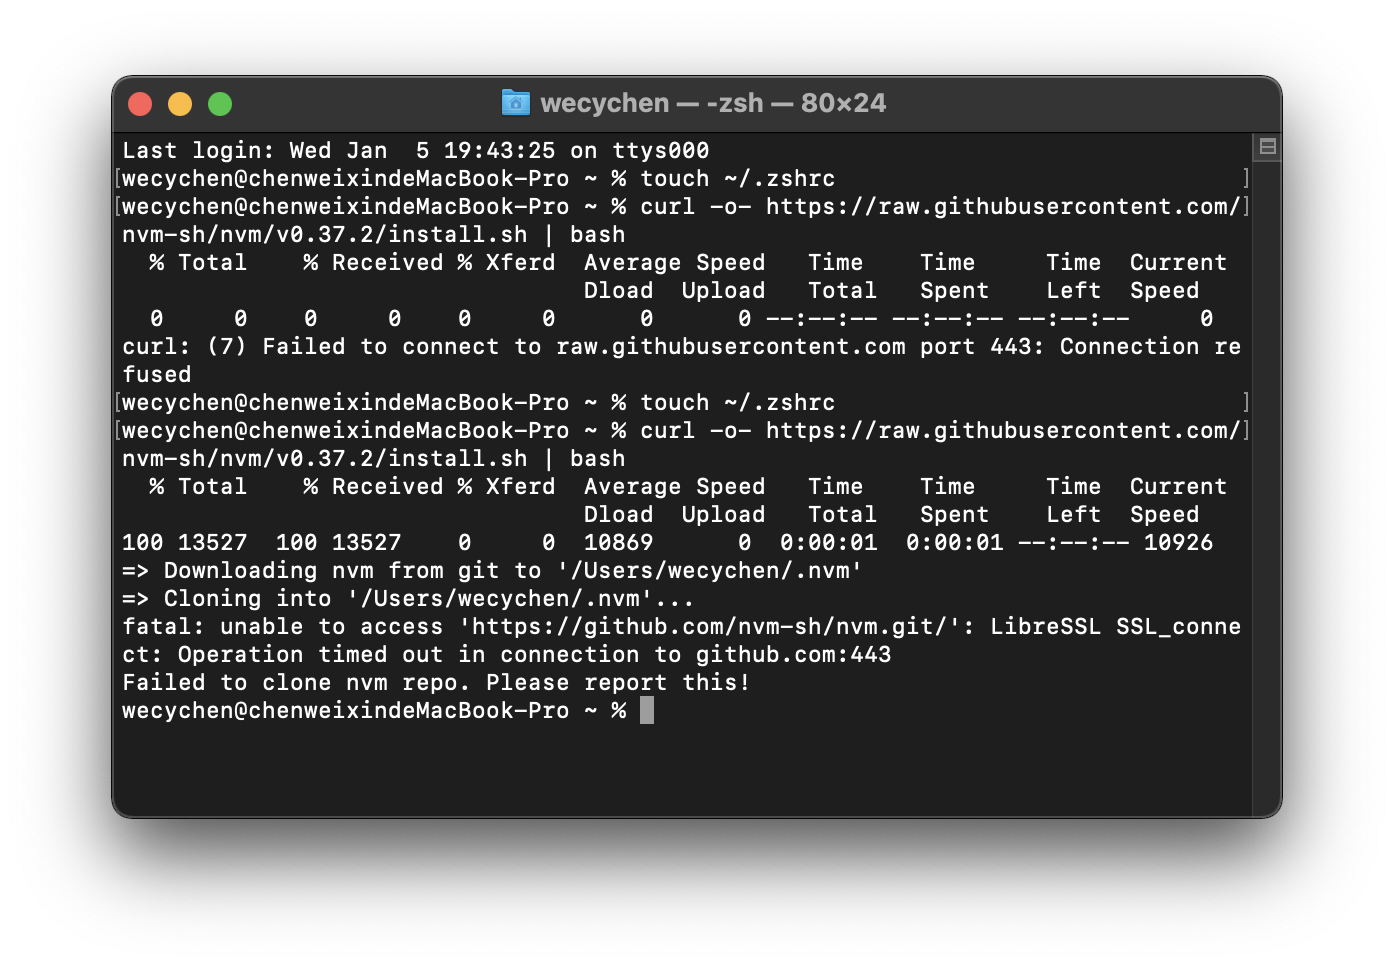 wecychen — -zsh — 80×24
Last login: Wed Jan  5 19:43:25 on ttys000
[wecychen@chenweixindeMacBook-Pro ~ % touch ~/.zshrc ]
[wecychen@chenweixindeMacBook-Pro ~ % curl -o- https://raw.githubusercontent.com/]
nvm-sh/nvm/v0.37.2/install.sh | bash
  % Total    % Received % Xferd  Average Speed   Time    Time     Time  Current
                                 Dload  Upload   Total   Spent    Left  Speed
  0     0    0     0    0     0      0      0 --:--:-- --:--:-- --:--:--     0
curl: (7) Failed to connect to raw.githubusercontent.com port 443: Connection re
fused
[wecychen@chenweixindeMacBook-Pro ~ % touch ~/.zshrc ]
[wecychen@chenweixindeMacBook-Pro ~ % curl -o- https://raw.githubusercontent.com/]
nvm-sh/nvm/v0.37.2/install.sh | bash
  % Total    % Received % Xferd  Average Speed   Time    Time     Time  Current
                                 Dload  Upload   Total   Spent    Left  Speed
100 13527  100 13527    0     0  10869      0  0:00:01  0:00:01 --:--:-- 10926
=> Downloading nvm from git to '/Users/wecychen/.nvm'
=> Cloning into '/Users/wecychen/.nvm'...
fatal: unable to access 'https://github.com/nvm-sh/nvm.git/': LibreSSL SSL_conne
ct: Operation timed out in connection to github.com:443
Failed to clone nvm repo. Please report this!
wecychen@chenweixindeMacBook-Pro ~ %